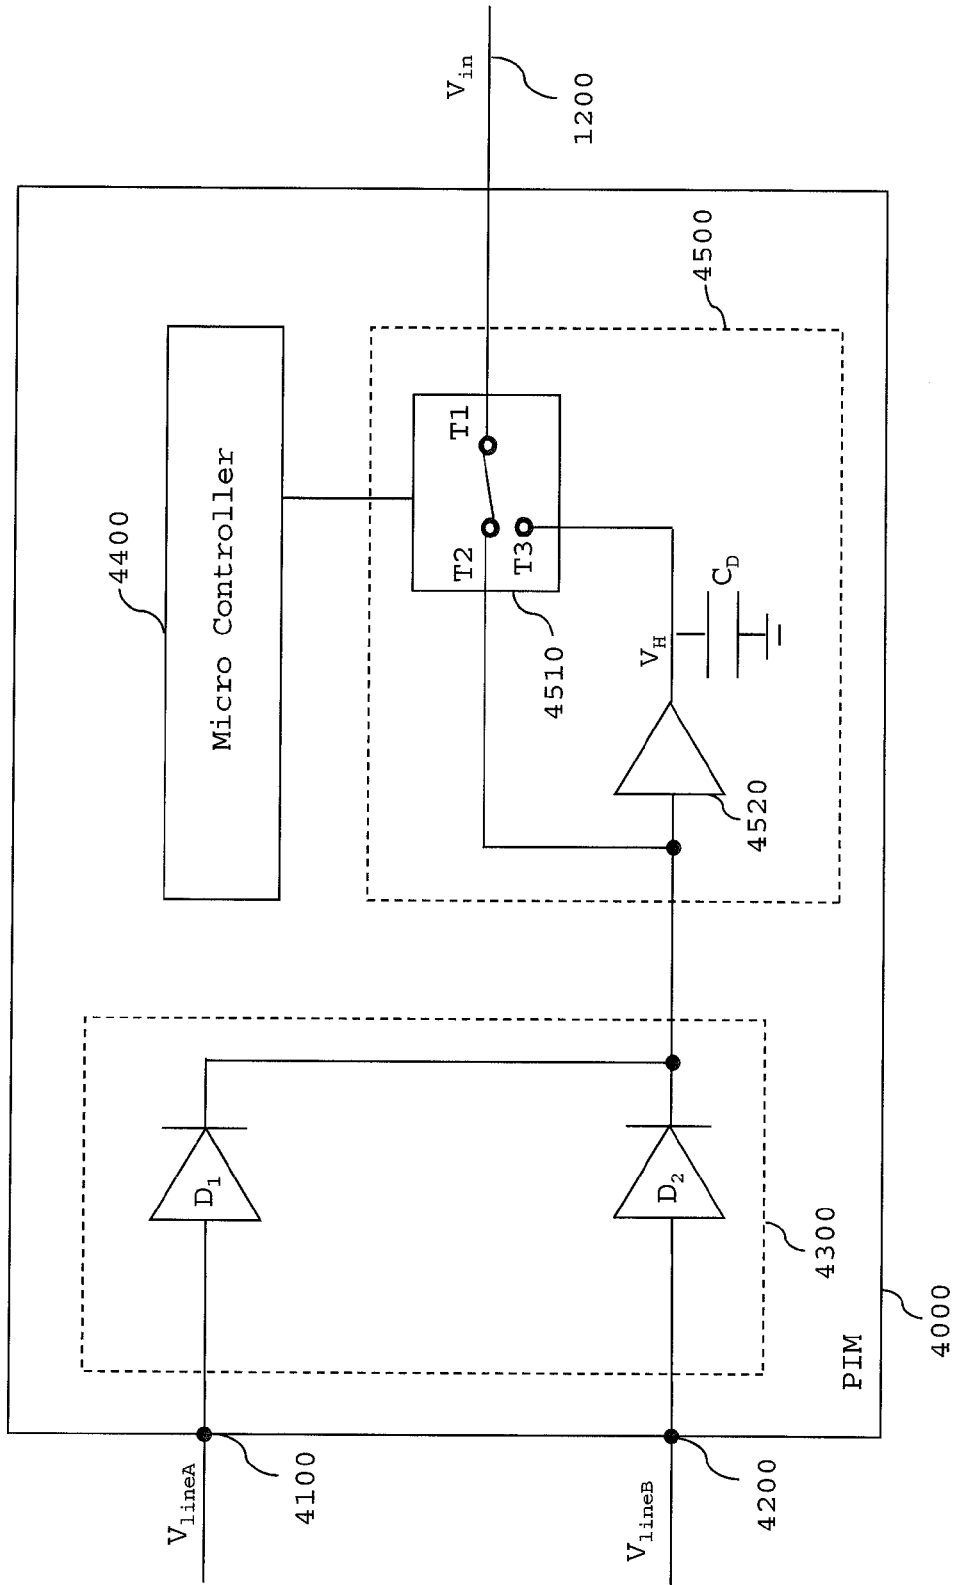 V_lineA
4100
V_lineB
4200
PIM
4000
D_1
D_2
4300
Micro Controller
4400
4520
V_H
C_D
4510
T2
T3
T1
4500
V_in
1200